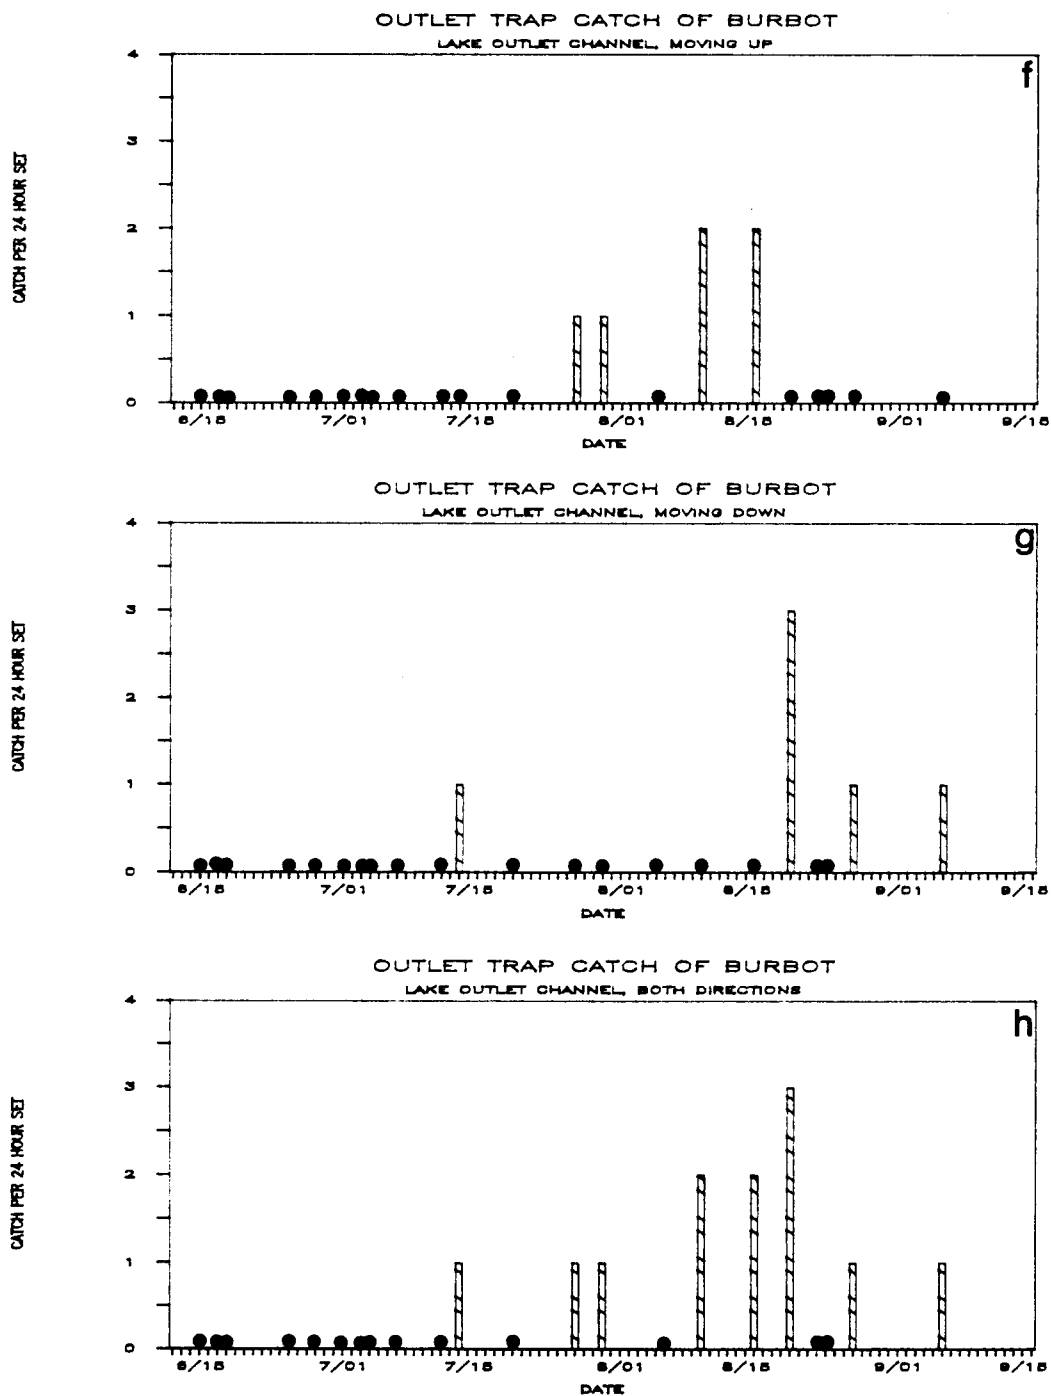 OUTLET TRAP CATCH OF BURBOT
LAKE OUTLET CHANNEL, MOVING UP
f
CATCH PER 24 HOUR SET
4
3
2
1
0
6/15 7/01 7/15 8/01 8/15 9/01 9/15
DATE
OUTLET TRAP CATCH OF BURBOT
LAKE OUTLET CHANNEL, MOVING DOWN
g
CATCH PER 24 HOUR SET
4
3
2
1
0
6/15 7/01 7/15 8/01 8/15 9/01 9/15
DATE
OUTLET TRAP CATCH OF BURBOT
LAKE OUTLET CHANNEL, BOTH DIRECTIONS
h
CATCH PER 24 HOUR SET
4
3
2
1
0
6/15 7/01 7/15 8/01 8/15 9/01 9/15
DATE